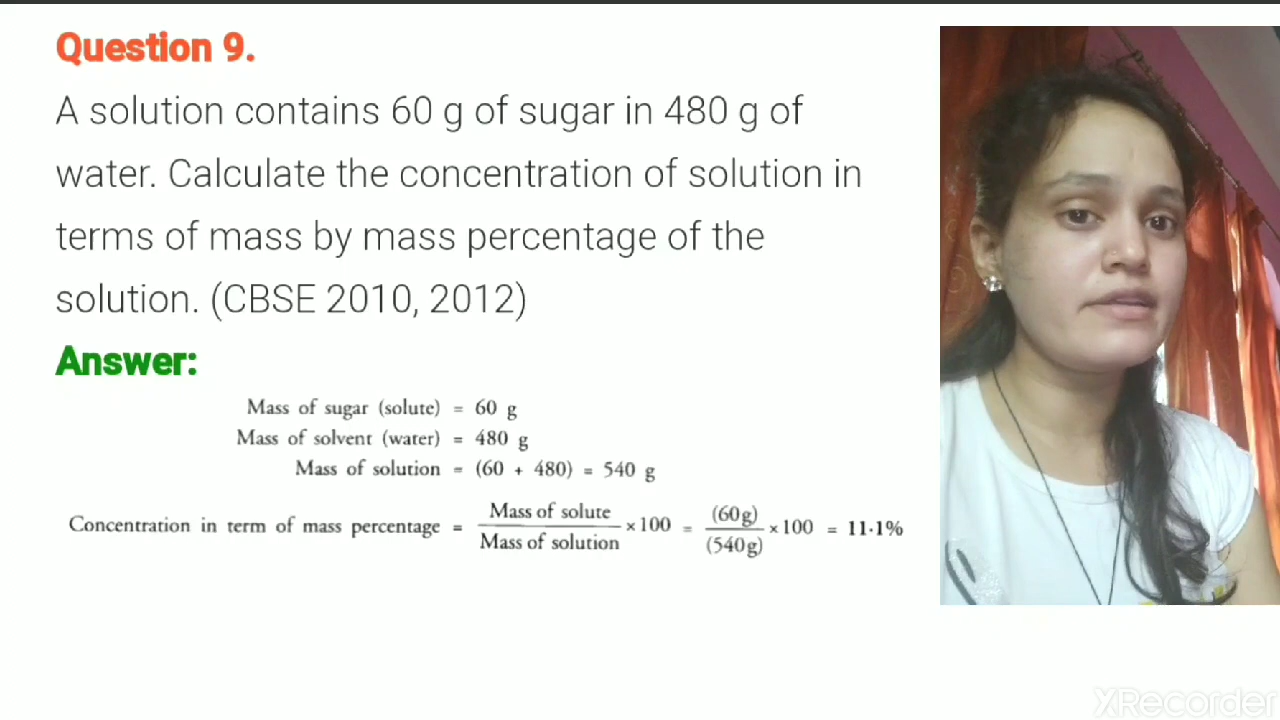 Question 9.
A solution contains 60 g of sugar in 480 g of
water. Calculate the concentration of solution in
terms of mass by mass percentage of the
solution. (CBSE 2010, 2012)
Answer:
Mass of sugar (solute) = 60 g
Mass of solvent (water) = 480 g
Mass of solution = (60 + 480) = 540 g
Concentration in term of mass percentage = Mass of solute / Mass of solution × 100 = (60g) / (540g) × 100 = 11·1%
XRecorder